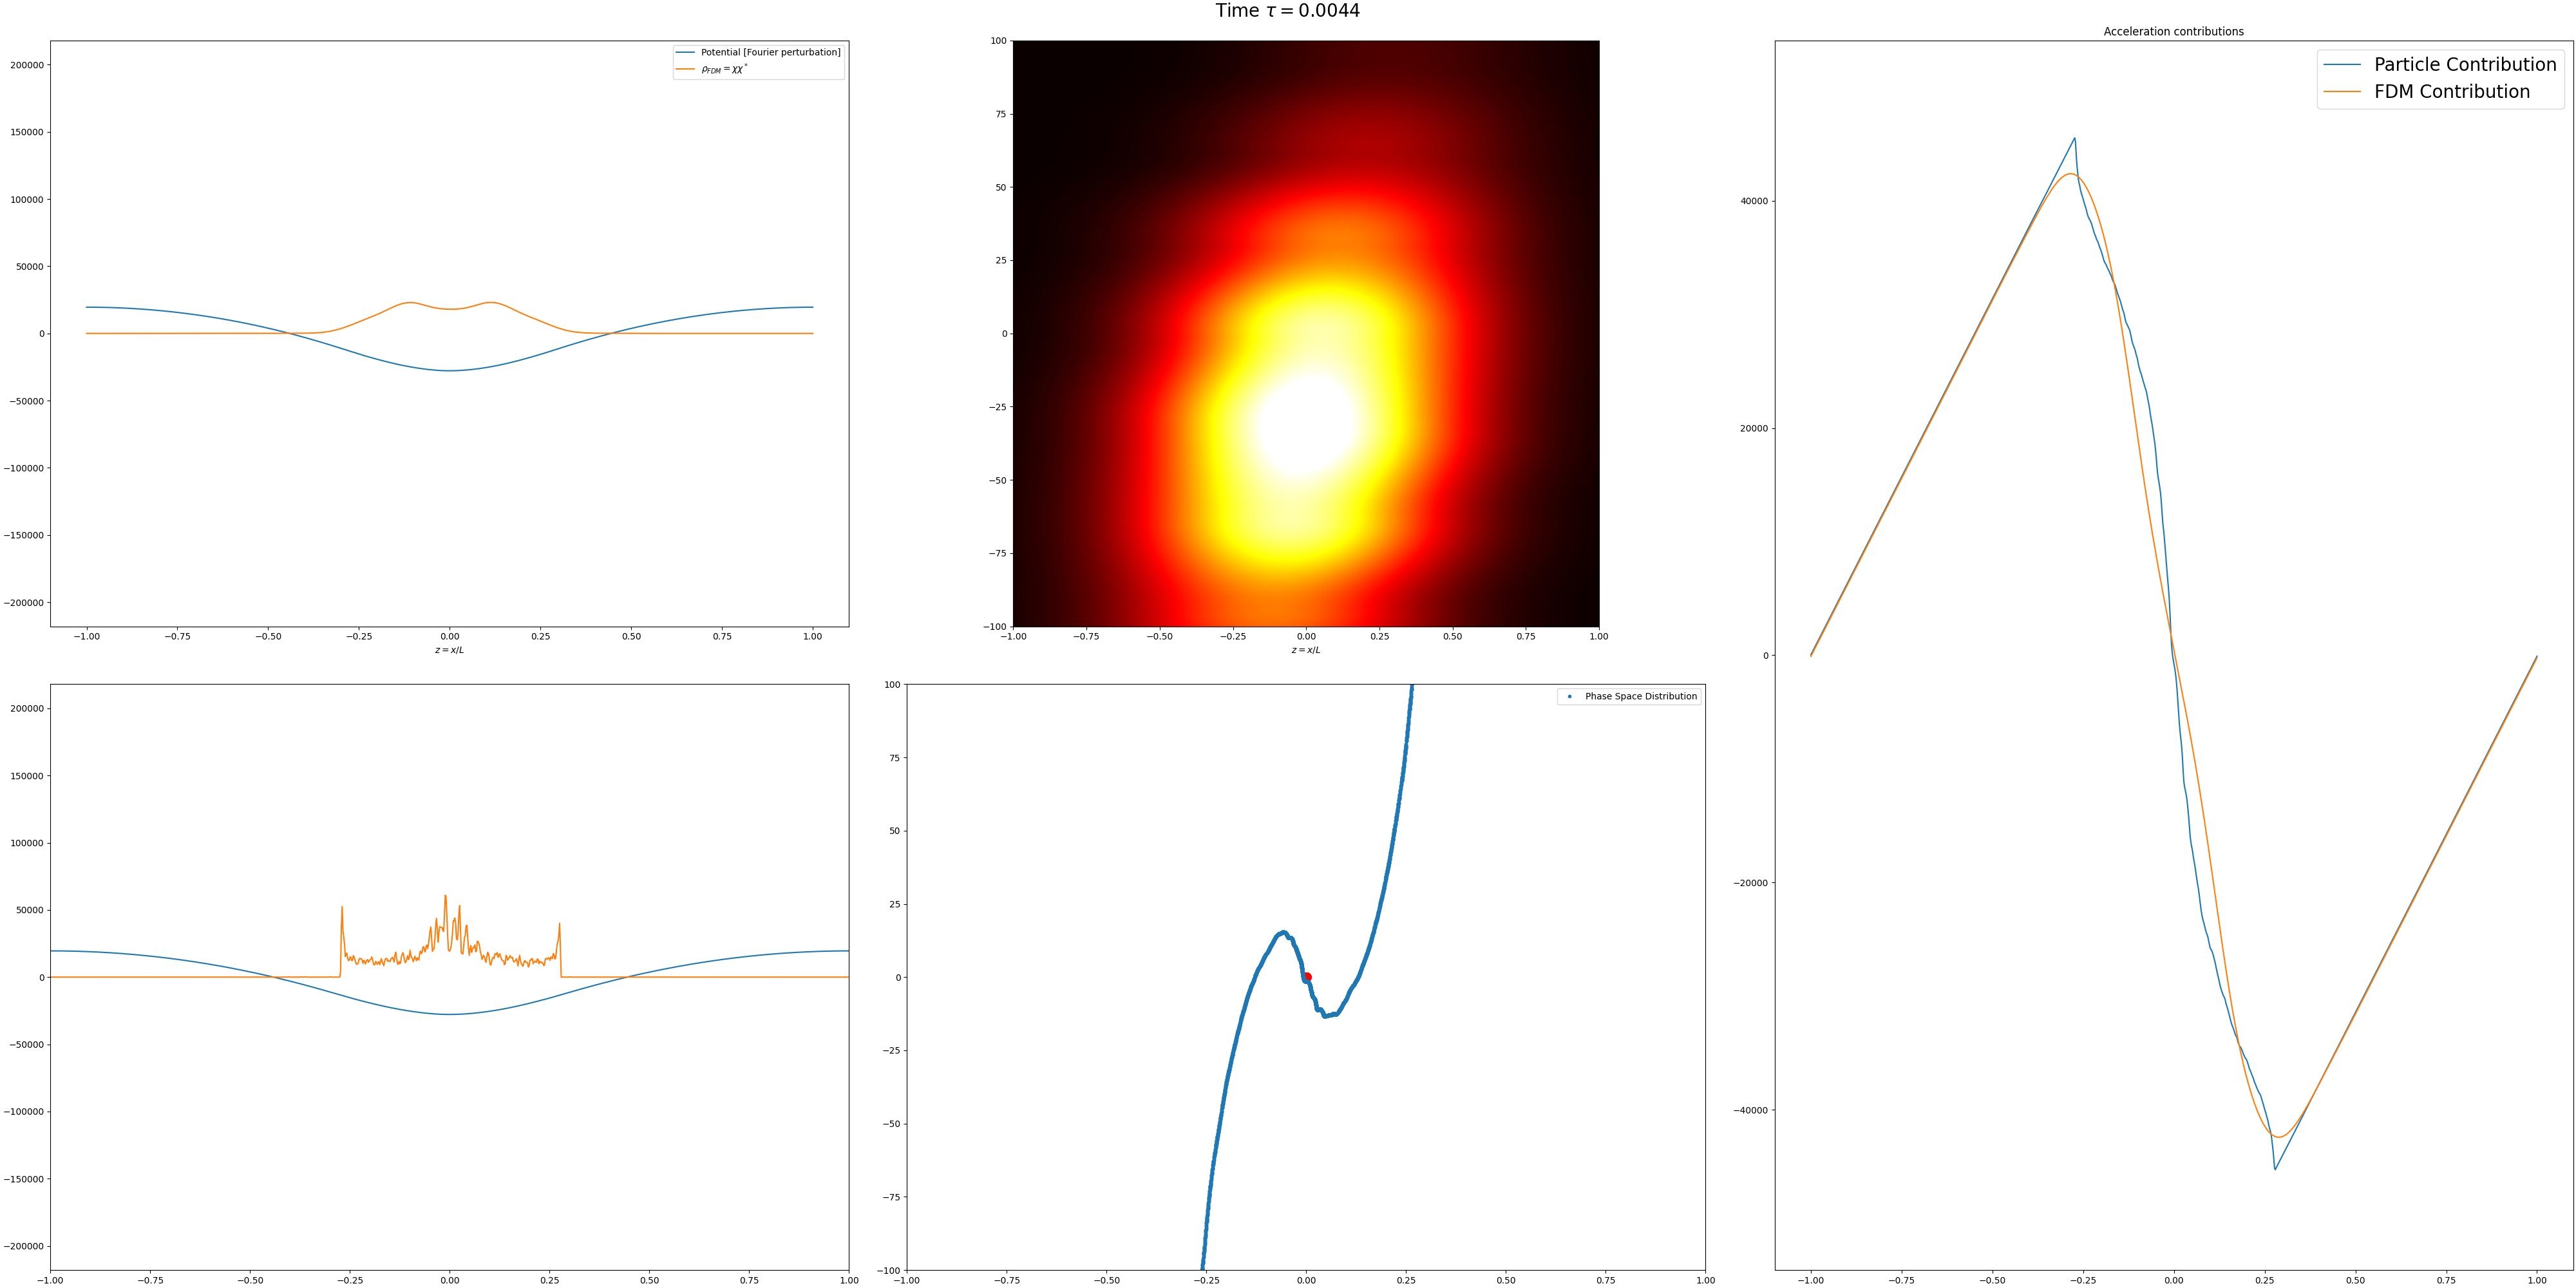 Time τ = 0.0044
Potential [Fourier perturbation]
ρ_FDM = χχ*
200000
150000
100000
50000
0
−50000
−100000
−150000
−200000
−1.00 −0.75 −0.50 −0.25 0.00 0.25 0.50 0.75 1.00
z = x/L
100
75
50
25
0
−25
−50
−75
−100
−1.00 −0.75 −0.50 −0.25 0.00 0.25 0.50 0.75 1.00
z = x/L
Acceleration contributions
Particle Contribution
FDM Contribution
40000
20000
0
−20000
−40000
−1.00 −0.75 −0.50 −0.25 0.00 0.25 0.50 0.75 1.00
200000
150000
100000
50000
0
−50000
−100000
−150000
−200000
−1.00 −0.75 −0.50 −0.25 0.00 0.25 0.50 0.75 1.00
Phase Space Distribution
100
75
50
25
0
−25
−50
−75
−100
−1.00 −0.75 −0.50 −0.25 0.00 0.25 0.50 0.75 1.00